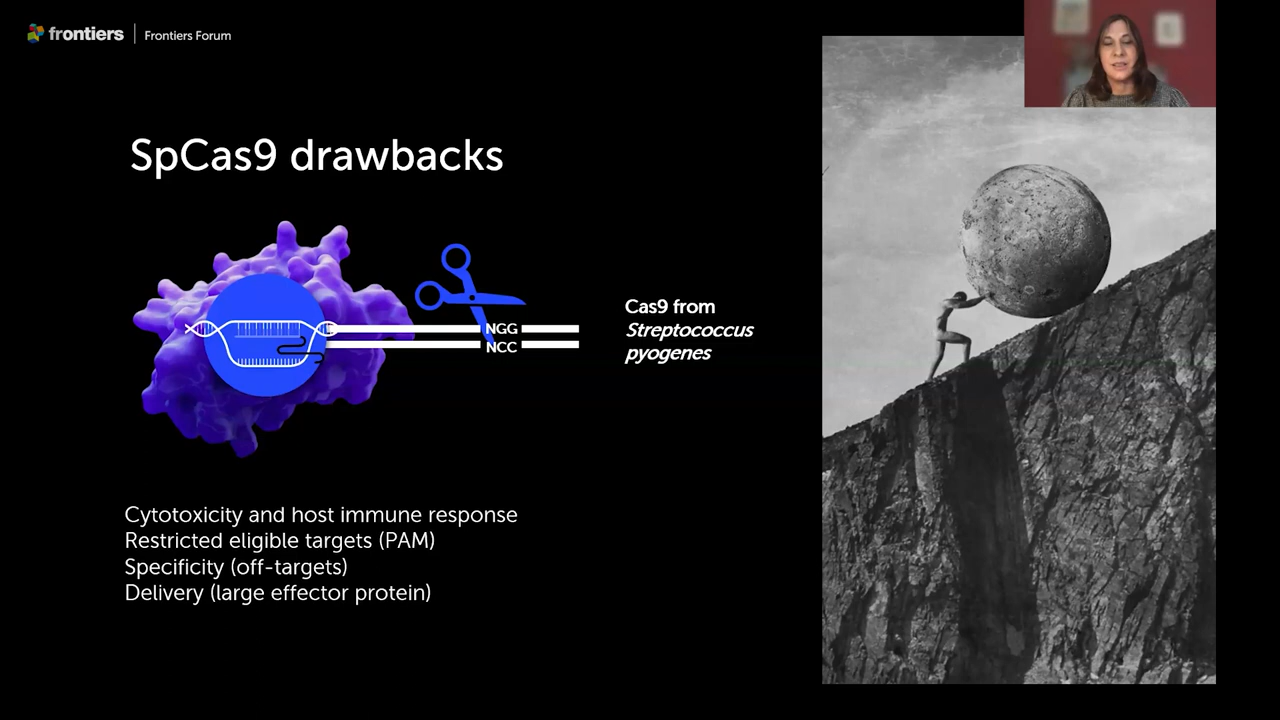 frontiers | Frontiers Forum
SpCas9 drawbacks
NGG
NCC
Cas9 from
Streptococcus
pyogenes
Cytotoxicity and host immune response
Restricted eligible targets (PAM)
Specificity (off-targets)
Delivery (large effector protein)